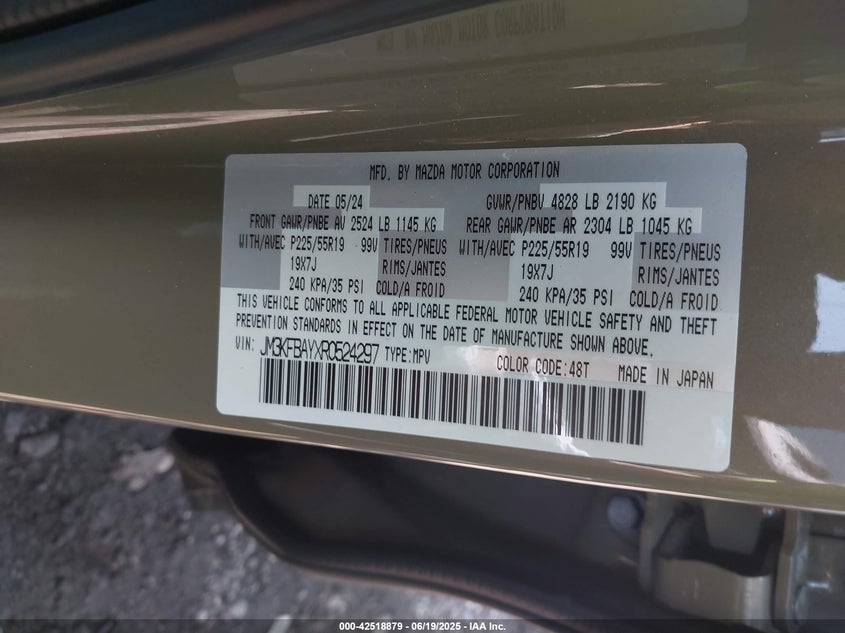 MFD. BY MAZDA MOTOR CORPORATION
DATE 05/24 GVWR/PNBV 4828 LB 2190 KG
FRONT GAWR/PNBE AV 2524 LB 1145 KG REAR GAWR/PNBE AR 2304 LB 1045 KG
WITH/AVEC P225/55R19 99V TIRES/PNEUS WITH/AVEC P225/55R19 99V TIRES/PNEUS
19X7J RIMS/JANTES 19X7J RIMS/JANTES
240 KPA/35 PSI COLD/A FROID 240 KPA/35 PSI COLD/A FROID
THIS VEHICLE CONFORMS TO ALL APPLICABLE FEDERAL MOTOR VEHICLE SAFETY AND THEFT
PREVENTION STANDARDS IN EFFECT ON THE DATE OF MANUFACTURE SHOWN ABOVE.
VIN: JM3KFBAYXR0524297 TYPE:MPV COLOR CODE:48T MADE IN JAPAN
000-42518879 | 06/19/2025 - IAA Inc.